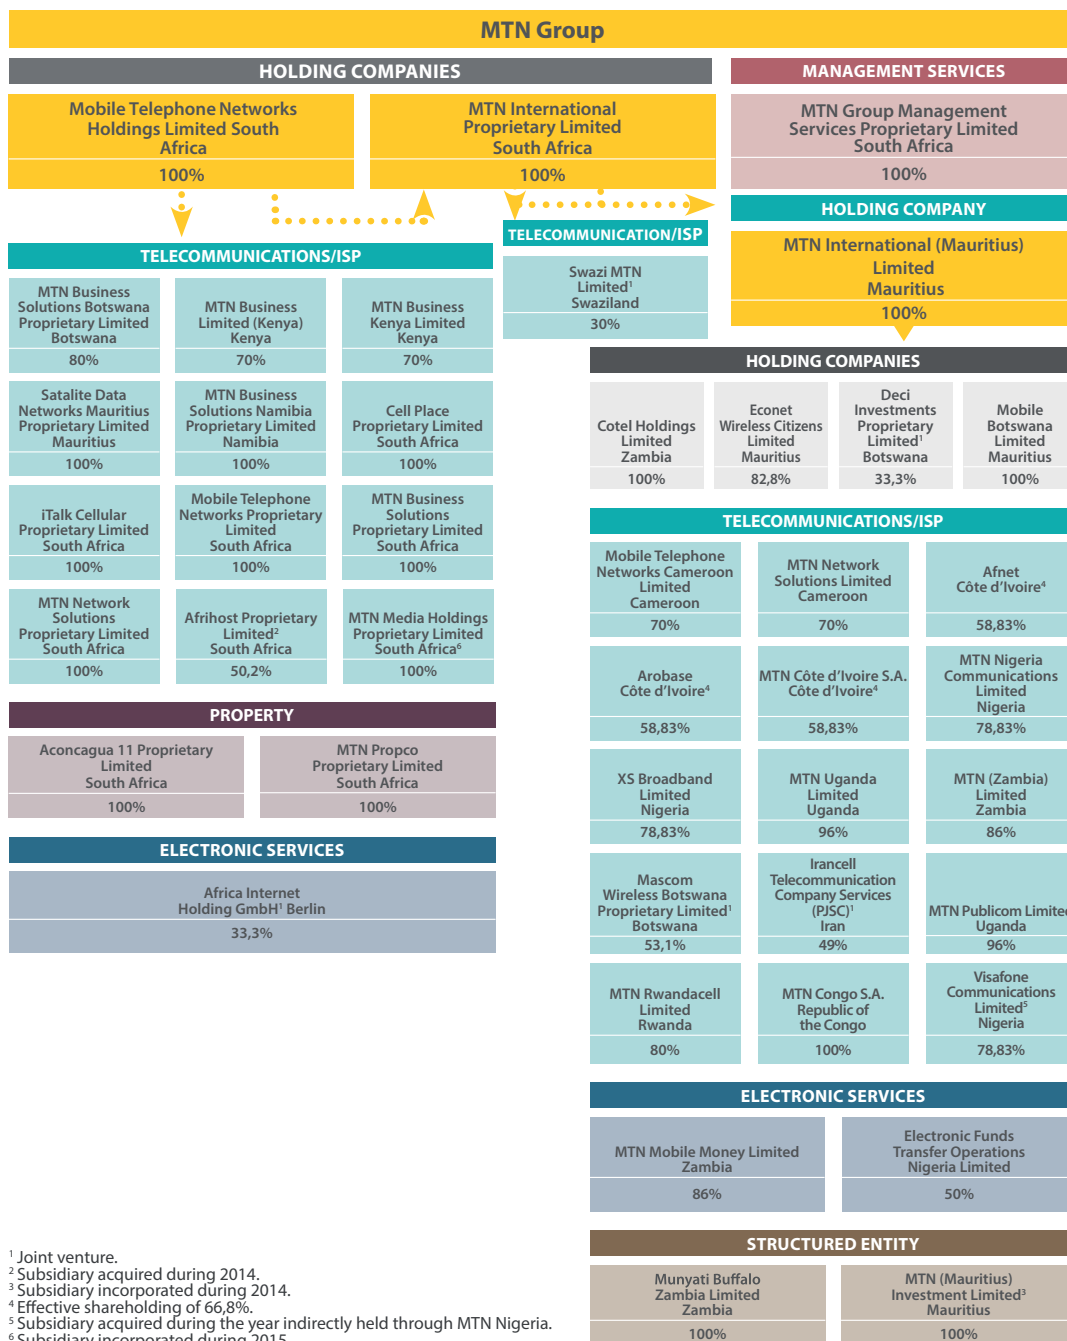 MTN Group
HOLDING COMPANIES
Mobile Telephone Networks
Holdings Limited South
Africa
100%
MTN International
Proprietary Limited
South Africa
100%
MANAGEMENT SERVICES
MTN Group Management
Services Proprietary Limited
South Africa
100%
HOLDING COMPANY
MTN International (Mauritius)
Limited
Mauritius
100%
TELECOMMUNICATION/ISP
Swazi MTN
Limited¹
Swaziland
30%
TELECOMMUNICATIONS/ISP
MTN Business
Solutions Botswana
Proprietary Limited
Botswana
80%
MTN Business
Limited (Kenya)
Kenya
70%
MTN Business
Kenya Limited
Kenya
70%
Satalite Data
Networks Mauritius
Proprietary Limited
Mauritius
100%
MTN Business
Solutions Namibia
Proprietary Limited
Namibia
100%
Cell Place
Proprietary Limited
South Africa
100%
iTalk Cellular
Proprietary Limited
South Africa
100%
Mobile Telephone
Networks Proprietary
Limited
South Africa
100%
MTN Business
Solutions
Proprietary Limited
South Africa
100%
MTN Network
Solutions
Proprietary Limited
South Africa
100%
Afrihost Proprietary
Limited²
South Africa
50,2%
MTN Media Holdings
Proprietary Limited
South Africa⁶
100%
PROPERTY
Aconcagua 11 Proprietary
Limited
South Africa
100%
MTN Propco
Proprietary Limited
South Africa
100%
ELECTRONIC SERVICES
Africa Internet
Holding GmbH¹ Berlin
33,3%
HOLDING COMPANIES
Cotel Holdings
Limited
Zambia
100%
Econet
Wireless Citizens
Limited
Mauritius
82,8%
Deci
Investments
Proprietary
Limited¹
Botswana
33,3%
Mobile
Botswana
Limited
Mauritius
100%
TELECOMMUNICATIONS/ISP
Mobile Telephone
Networks Cameroon
Limited
Cameroon
70%
MTN Network
Solutions Limited
Cameroon
70%
Afnet
Côte d'Ivoire⁴
58,83%
Arobase
Côte d'Ivoire⁴
58,83%
MTN Côte d'Ivoire S.A.
Côte d'Ivoire⁴
58,83%
MTN Nigeria
Communications
Limited
Nigeria
78,83%
XS Broadband
Limited
Nigeria
78,83%
MTN Uganda
Limited
Uganda
96%
MTN (Zambia)
Limited
Zambia
86%
Mascom
Wireless Botswana
Proprietary Limited¹
Botswana
53,1%
Irancell
Telecommunication
Company Services
(PJSC)¹
Iran
49%
MTN Publicom Limited
Uganda
96%
MTN Rwandacell
Limited
Rwanda
80%
MTN Congo S.A.
Republic of
the Congo
100%
Visafone
Communications
Limited⁵
Nigeria
78,83%
ELECTRONIC SERVICES
MTN Mobile Money Limited
Zambia
86%
Electronic Funds
Transfer Operations
Nigeria Limited
50%
STRUCTURED ENTITY
Munyati Buffalo
Zambia Limited
Zambia
100%
MTN (Mauritius)
Investment Limited³
Mauritius
100%
¹ Joint venture.
² Subsidiary acquired during 2014.
³ Subsidiary incorporated during 2014.
⁴ Effective shareholding of 66,8%.
⁵ Subsidiary acquired during the year indirectly held through MTN Nigeria.
⁶ Subsidiary incorporated during 2015.